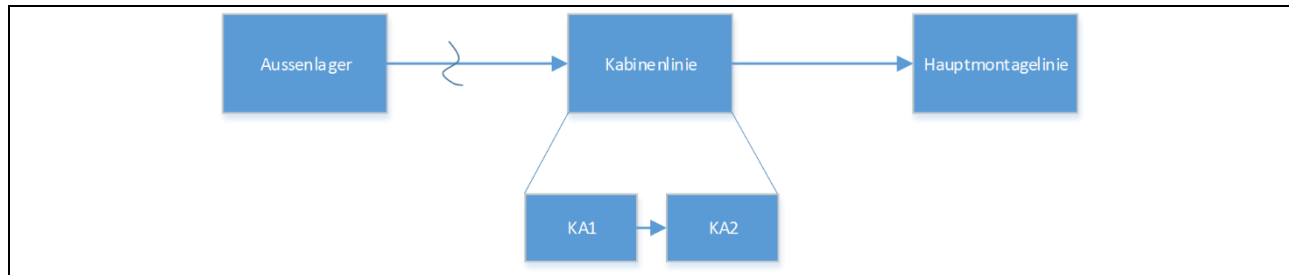 Aussenlager
Kabinenlinie
Hauptmontagelinie
KA1
KA2